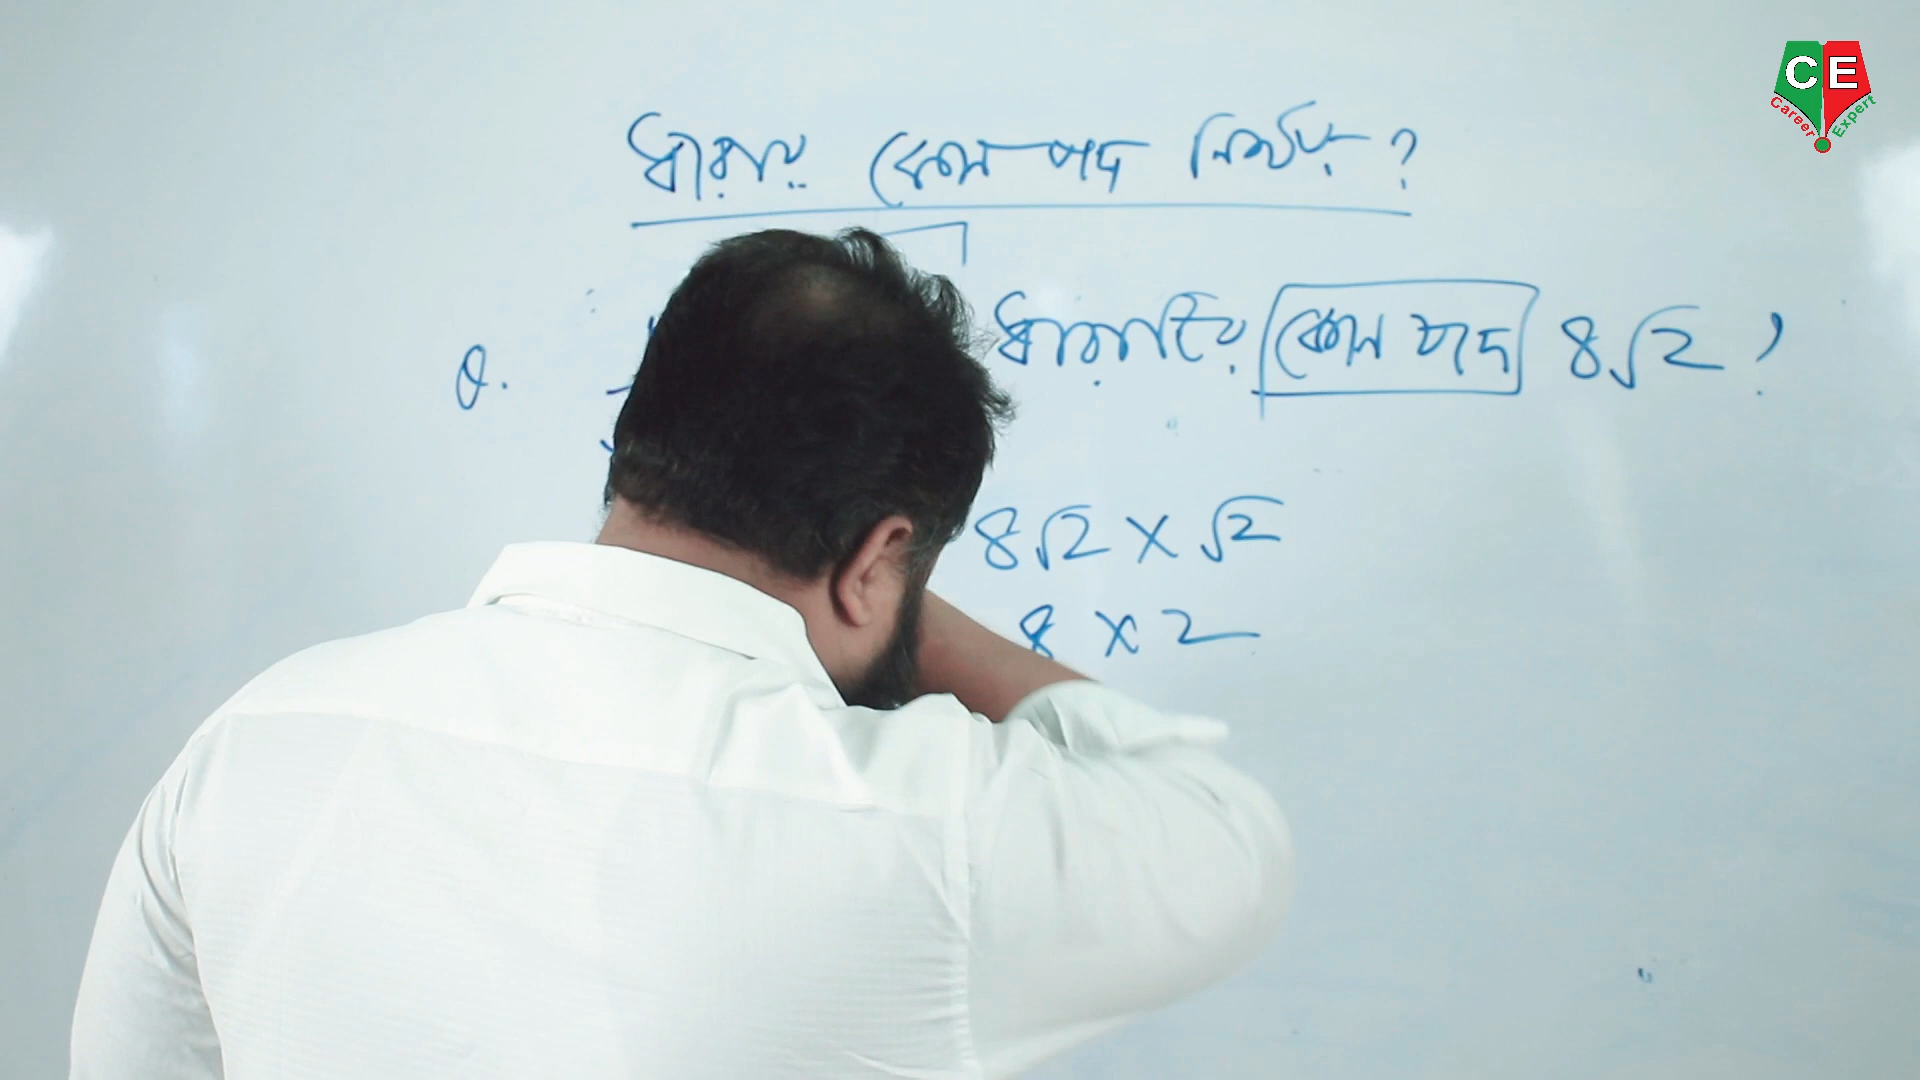 CE
Career Expert
ধারায় কোন পদ নির্ণয় ?
Q. ধারাটির কোন পদ 8√2 ?
8√2 × √2
8 × 2